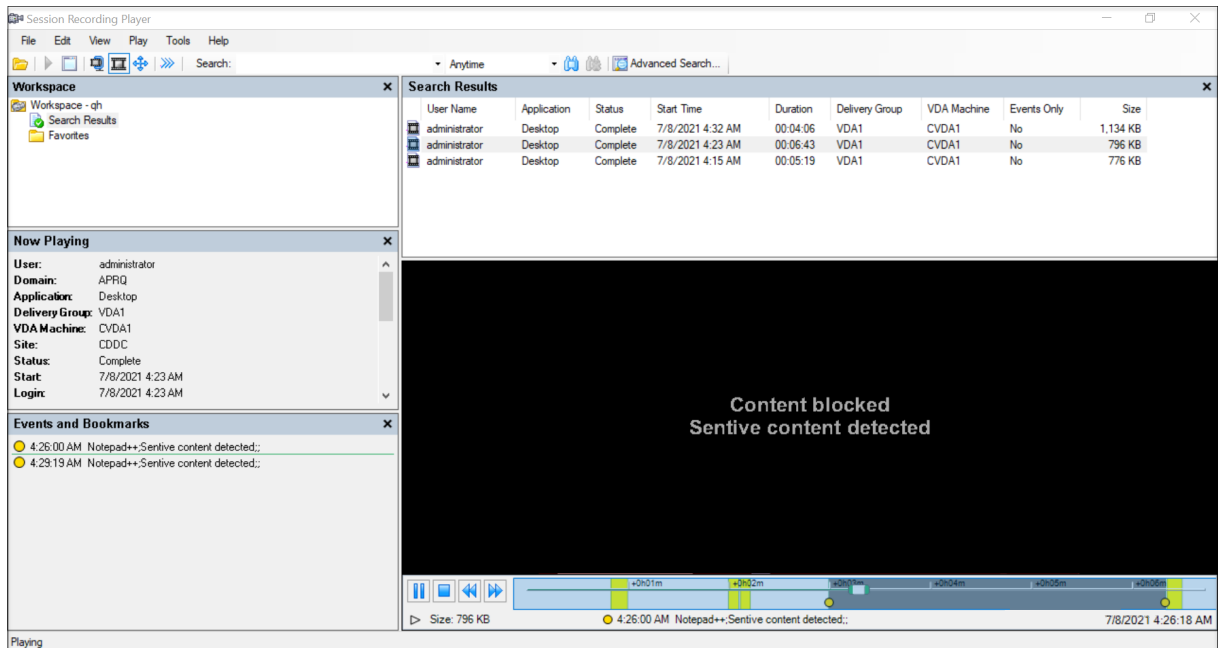 Session Recording Player
File Edit View Play Tools Help
Search: Anytime Advanced Search...
Workspace
Workspace - qh
Search Results
Favorites
Search Results
User Name Application Status Start Time Duration Delivery Group VDA Machine Events Only Size
administrator Desktop Complete 7/8/2021 4:32 AM 00:04:06 VDA1 CVDA1 No 1,134 KB
administrator Desktop Complete 7/8/2021 4:23 AM 00:06:43 VDA1 CVDA1 No 796 KB
administrator Desktop Complete 7/8/2021 4:15 AM 00:05:19 VDA1 CVDA1 No 776 KB
Now Playing
User: administrator
Domain: APRQ
Application: Desktop
Delivery Group: VDA1
VDA Machine: CVDA1
Site: CDDC
Status: Complete
Start: 7/8/2021 4:23 AM
Login: 7/8/2021 4:23 AM
Events and Bookmarks
4:26:00 AM Notepad++;Sentive content detected;;
4:29:19 AM Notepad++;Sentive content detected;;
Content blocked
Sentive content detected
+0h01m +0h02m +0h03m +0h04m +0h05m +0h06m
Size: 796 KB 4:26:00 AM Notepad++;Sentive content detected;; 7/8/2021 4:26:18 AM
Playing